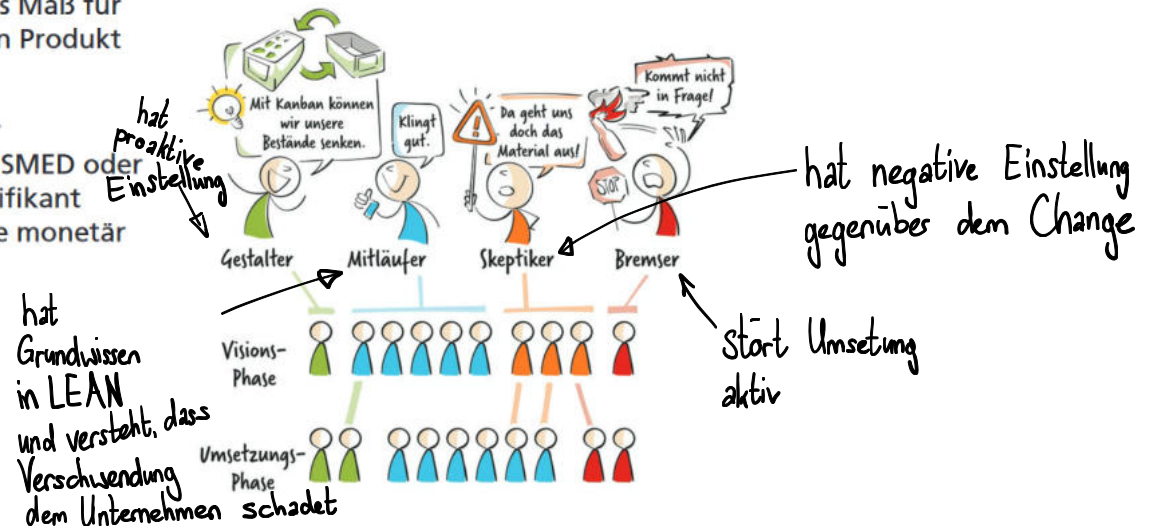 s Maß für
n Produkt
SMED oder
ifikant
e monetär
hat
proaktive
Einstellung
Mit Kanban können
wir unsere
Bestände senken.
Klingt
gut.
Da geht uns
doch das
Material aus!
Kommt nicht
in Frage!
STOP
Gestalter
Mitläufer
Skeptiker
Bremser
hat negative Einstellung
gegenüber dem Change
hat
Grundwissen
in LEAN
und versteht, dass
Verschwendung
dem Unternehmen schadet
stört Umsetung
aktiv
Visions-
Phase
Umsetzungs-
Phase